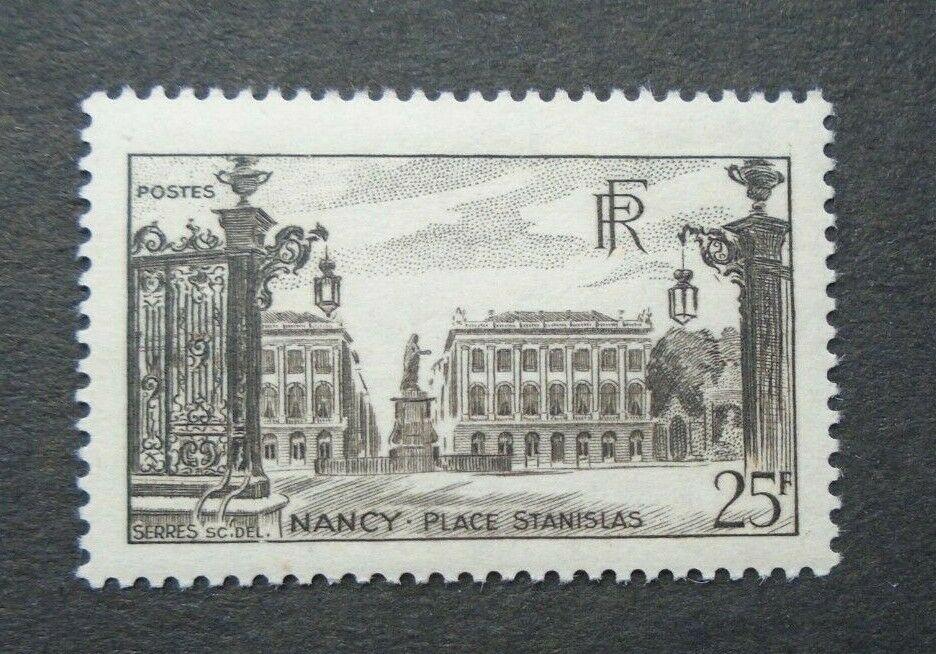 POSTES
RF
25F
NANCY · PLACE STANISLAS
SERRES SC. DEL.